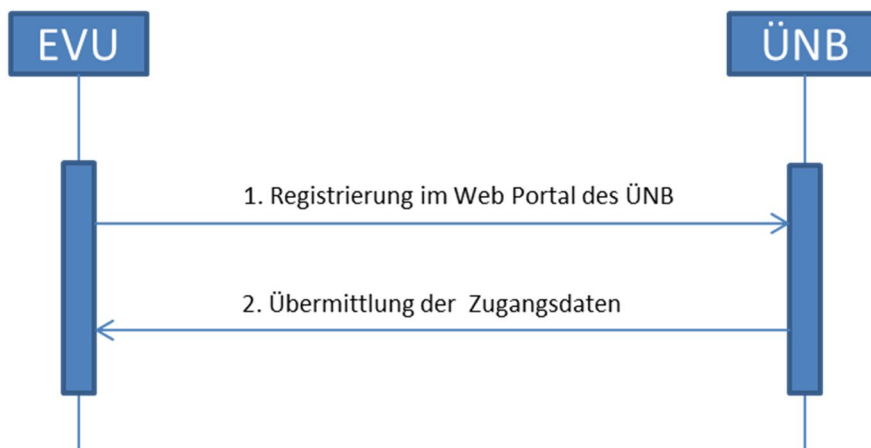 EVU
ÜNB
1. Registrierung im Web Portal des ÜNB
2. Übermittlung der Zugangsdaten